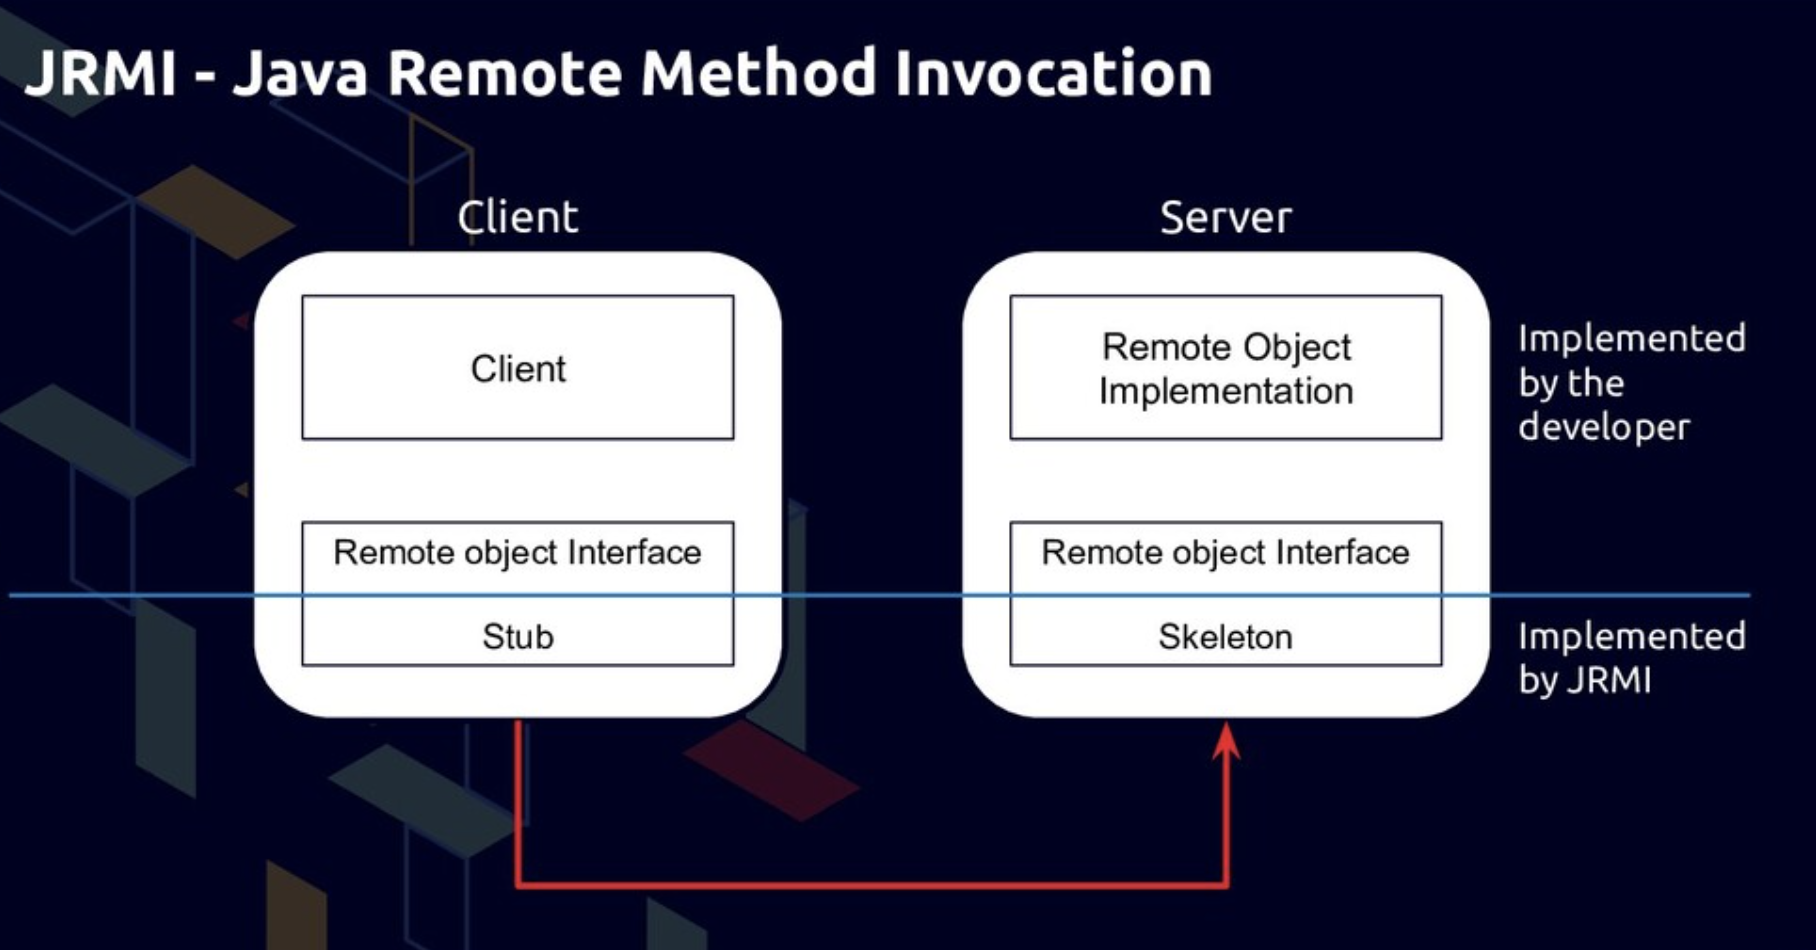 JRMI - Java Remote Method Invocation
Client
Server
Client
Remote Object
Implementation
Implemented
by the
developer
Remote object Interface
Remote object Interface
Stub
Skeleton
Implemented
by JRMI